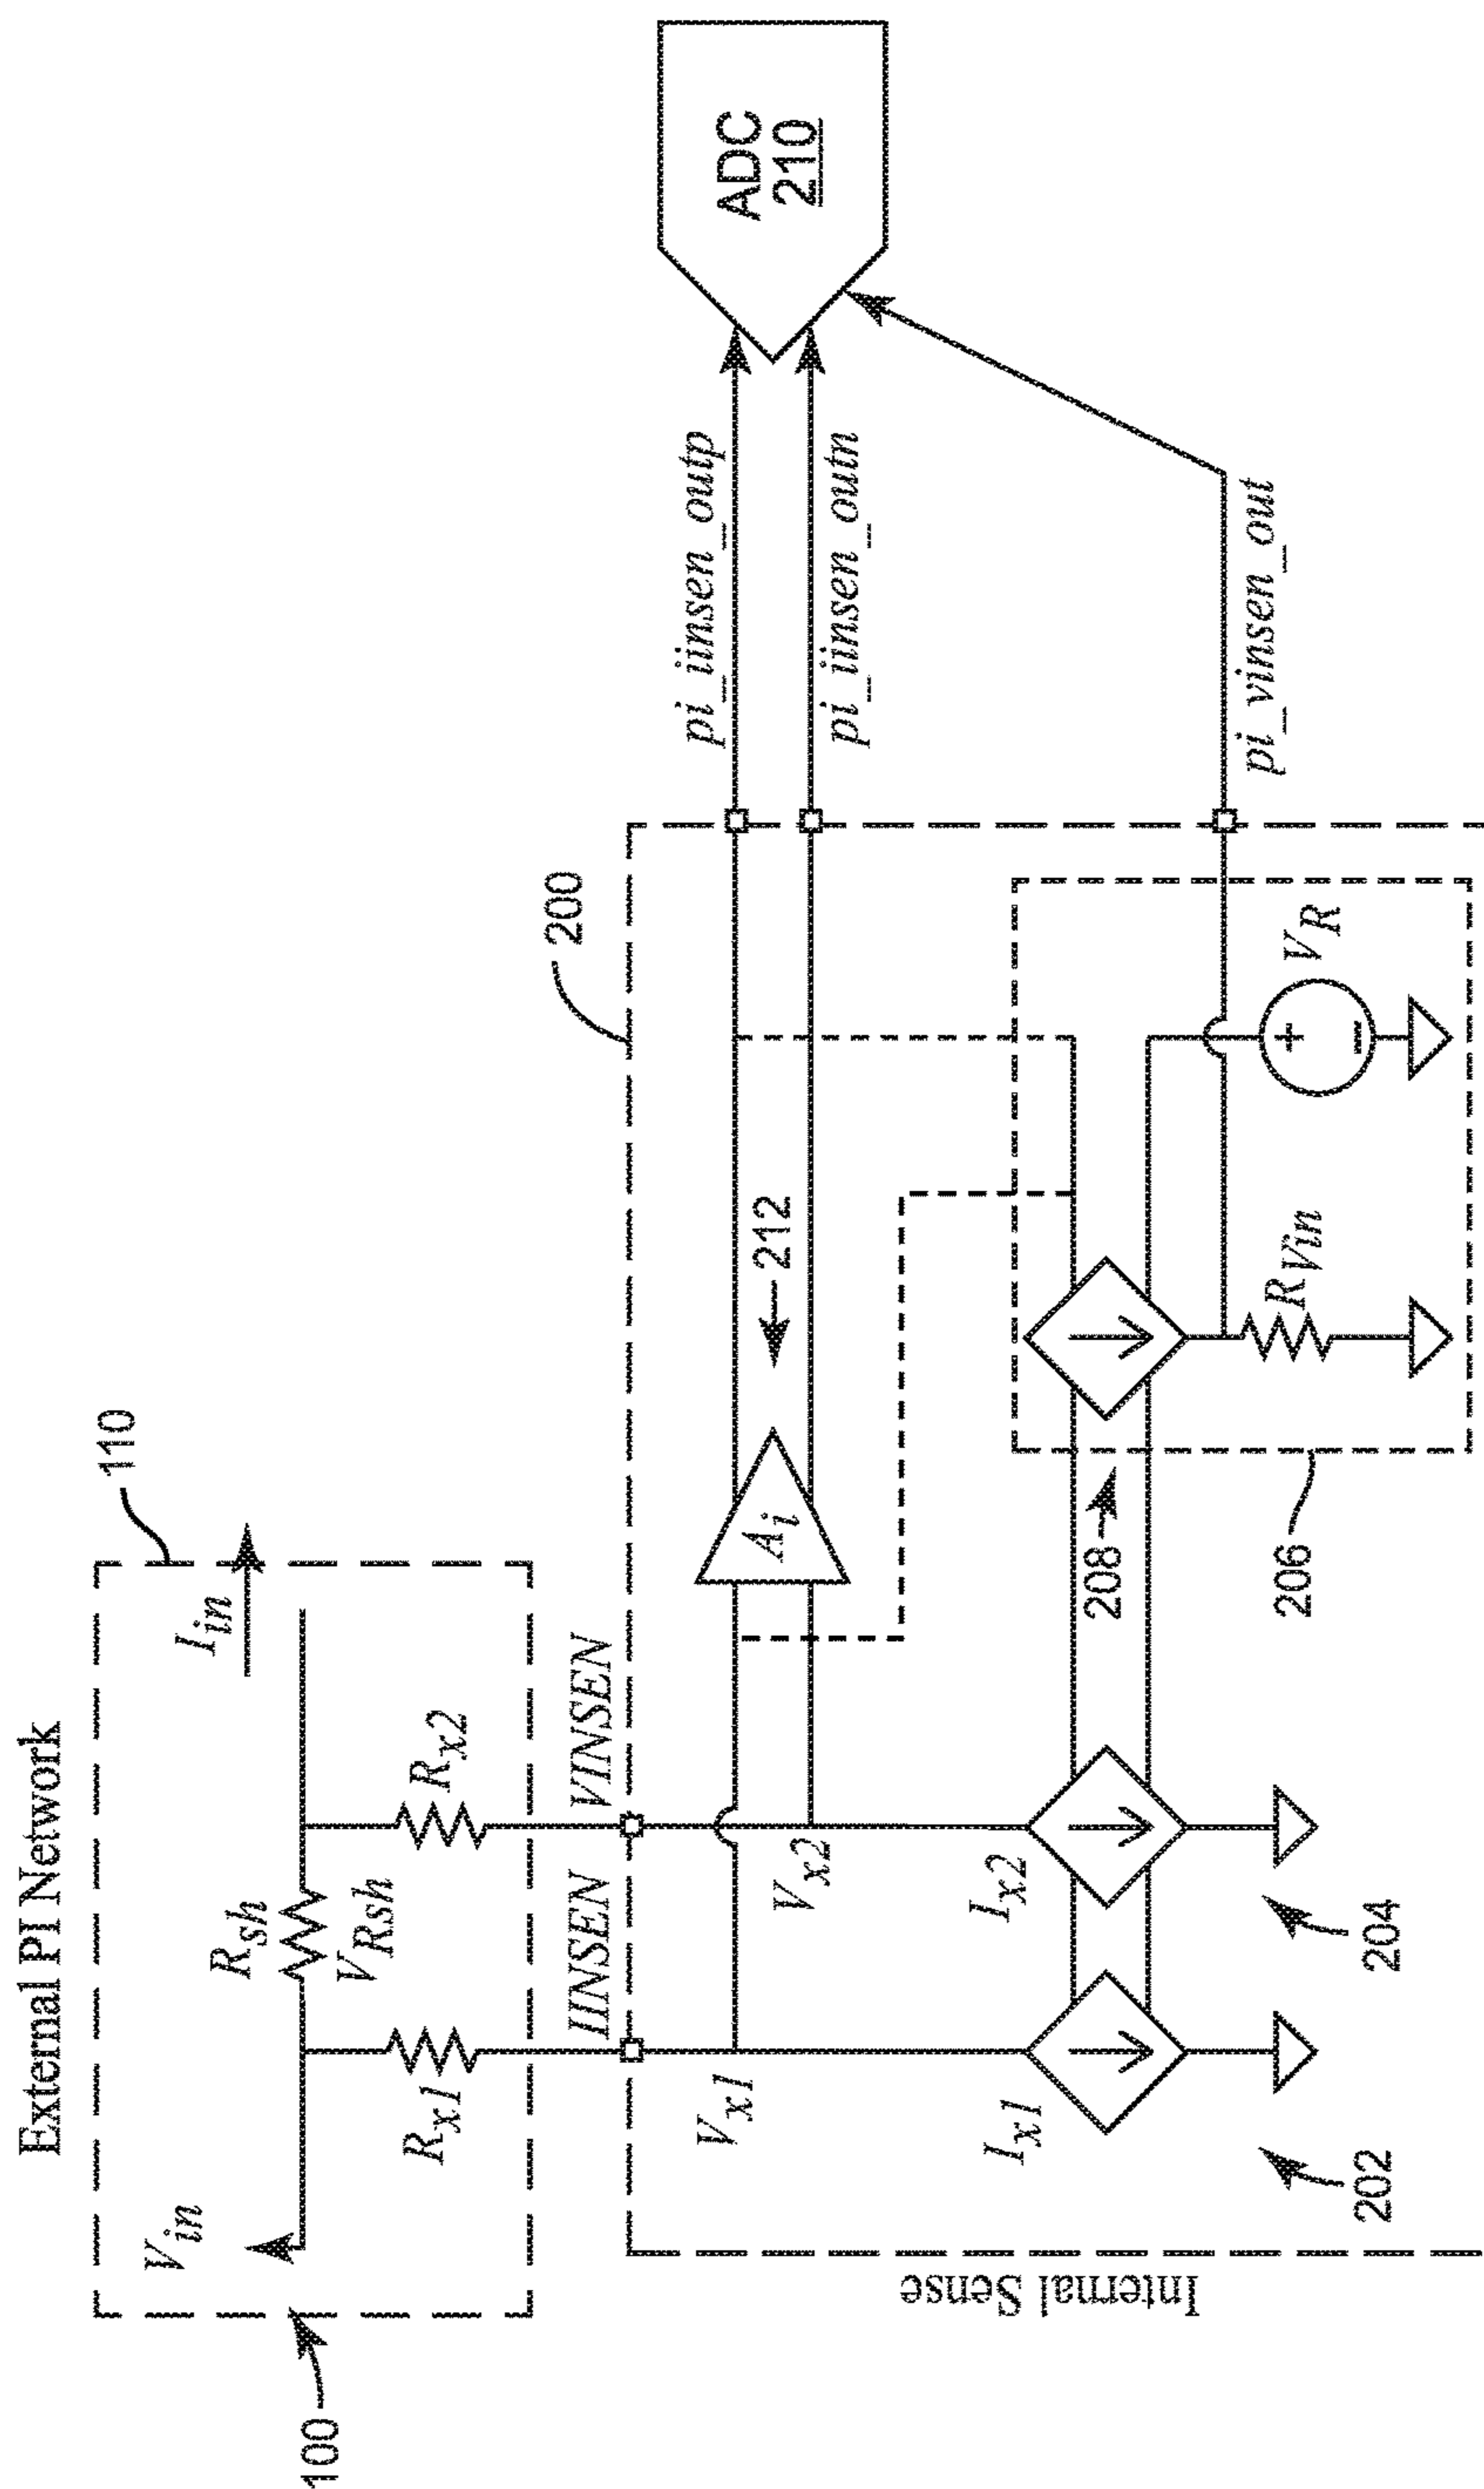 External PI Network
100
110
V_in
I_in
R_sh
V_Rsh
R_x1
R_x2
IINSEN
VINSEN
200
Internal Sense
V_x1
V_x2
A_i
212
pi_iinsen_outp
pi_iinsen_outn
ADC
210
I_x1
I_x2
202
204
208
206
R_Vin
V_R
+
−
pi_vinsen_out